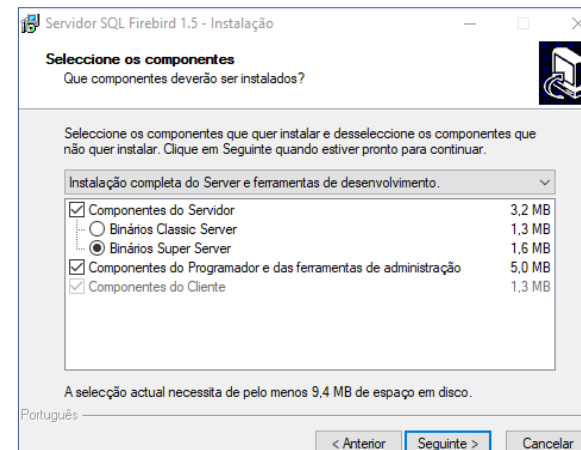 Servidor SQL Firebird 1.5 - Instalação
Seleccione os componentes
Que componentes deverão ser instalados?
Seleccione os componentes que quer instalar e desseleccione os componentes que
não quer instalar. Clique em Seguinte quando estiver pronto para continuar.
Instalação completa do Server e ferramentas de desenvolvimento.
Componentes do Servidor 3,2 MB
Binários Classic Server 1,3 MB
Binários Super Server 1,6 MB
Componentes do Programador e das ferramentas de administração 5,0 MB
Componentes do Cliente 1,3 MB
A selecção actual necessita de pelo menos 9,4 MB de espaço em disco.
Português
< Anterior Seguinte > Cancelar